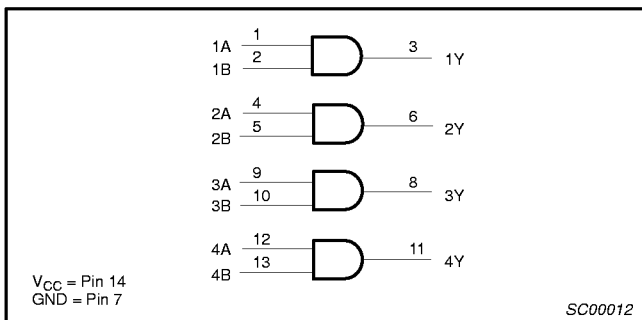 1A 1
1B 2
3 1Y
2A 4
2B 5
6 2Y
3A 9
3B 10
8 3Y
4A 12
4B 13
11 4Y
VCC = Pin 14
GND = Pin 7
SC00012